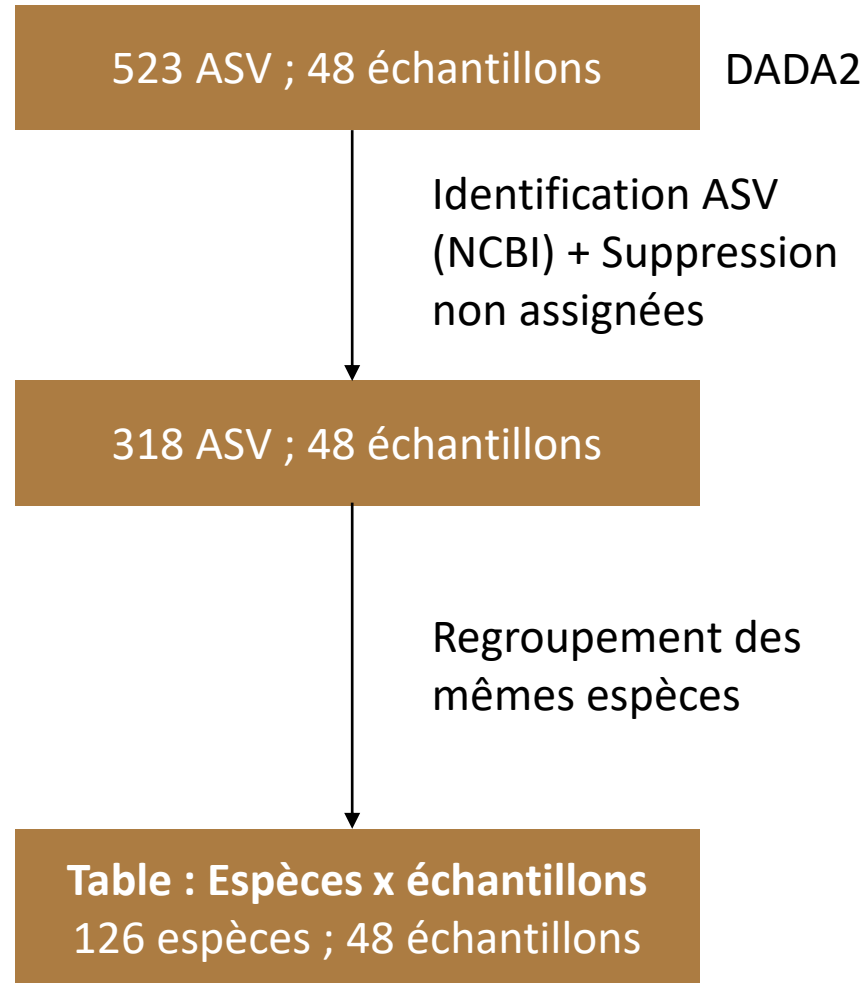 523 ASV ; 48 échantillons
DADA2
Identification ASV
(NCBI) + Suppression
non assignées
318 ASV ; 48 échantillons
Regroupement des
mêmes espèces
Table : Espèces x échantillons
126 espèces ; 48 échantillons